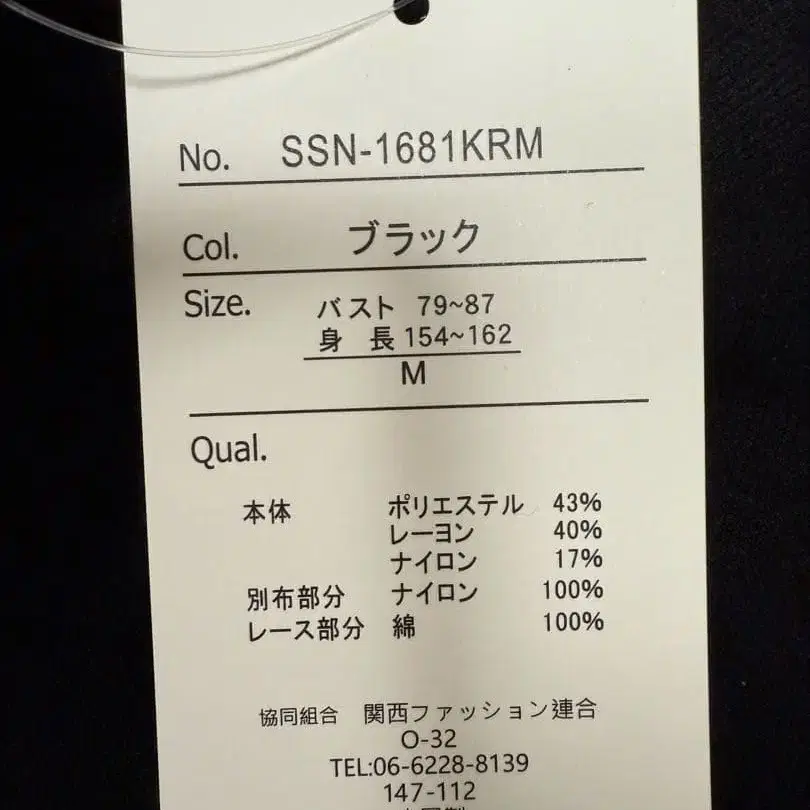 No. SSN-1681KRM
Col. ブラック
Size. バスト 79~87
身 長 154~162
M
Qual.
本体 ポリエステル 43%
レーヨン 40%
ナイロン 17%
別布部分 ナイロン 100%
レース部分 綿 100%
協同組合 関西ファッション連合
O-32
TEL:06-6228-8139
147-112